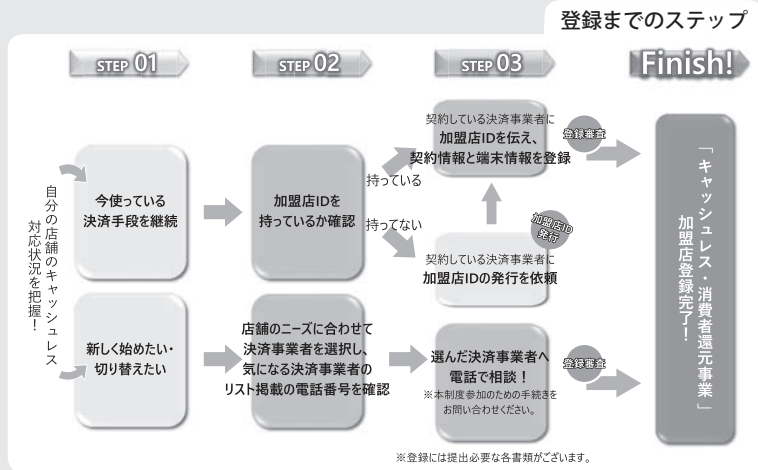 登録までのステップ
STEP 01
STEP 02
STEP 03
Finish!
自分の店舗のキャッシュレス
対応状況を把握！
今使っている
決済手段を継続
加盟店IDを
持っているか確認
持っている
持ってない
契約している決済事業者に
加盟店IDを伝え、
契約情報と端末情報を登録
登録審査
加盟店ID
発行
契約している決済事業者に
加盟店IDの発行を依頼
新しく始めたい・
切り替えたい
店舗のニーズに合わせて
決済事業者を選択し、
気になる決済事業者の
リスト掲載の電話番号を確認
選んだ決済事業者へ
電話で相談！
※本制度参加のための手続きを
お問い合わせください。
登録審査
「キャッシュレス・消費者還元事業」
加盟店登録完了！
※登録には提出必要な各書類がございます。